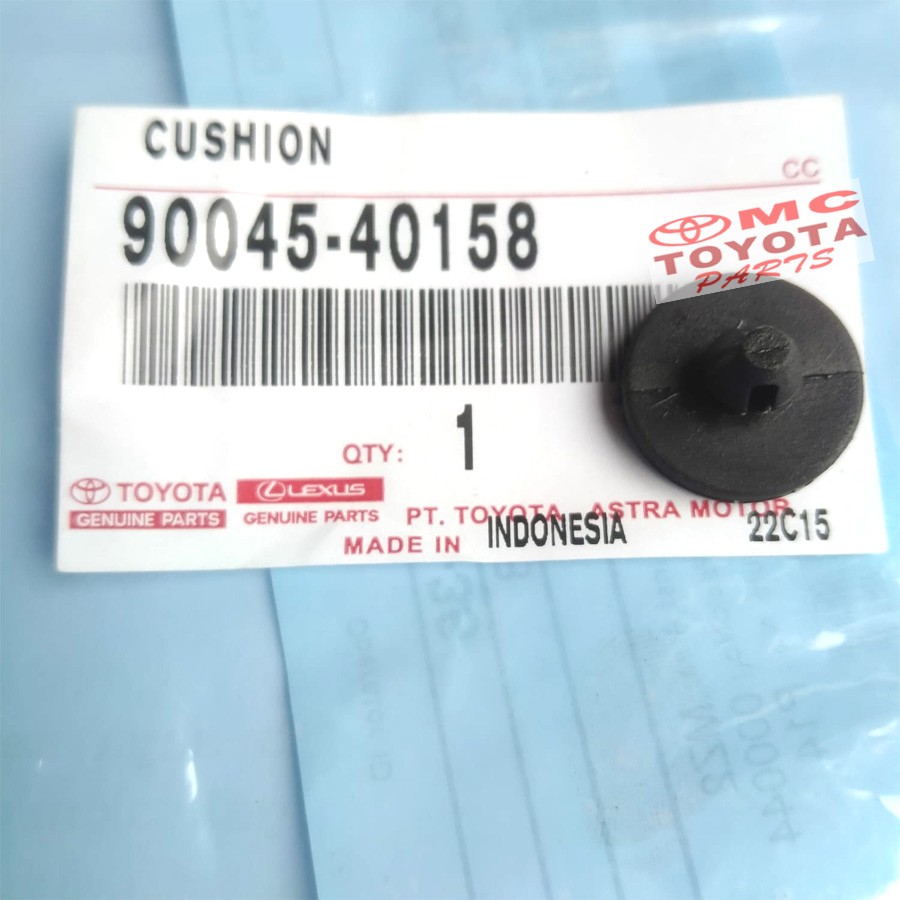 CUSHION
CC
90045-40158
MC
TOYOTA
PARTS
QTY: 1
TOYOTA
GENUINE PARTS
LEXUS
GENUINE PARTS
PT. TOYOTA ASTRA MOTOR
MADE IN INDONESIA
22C15